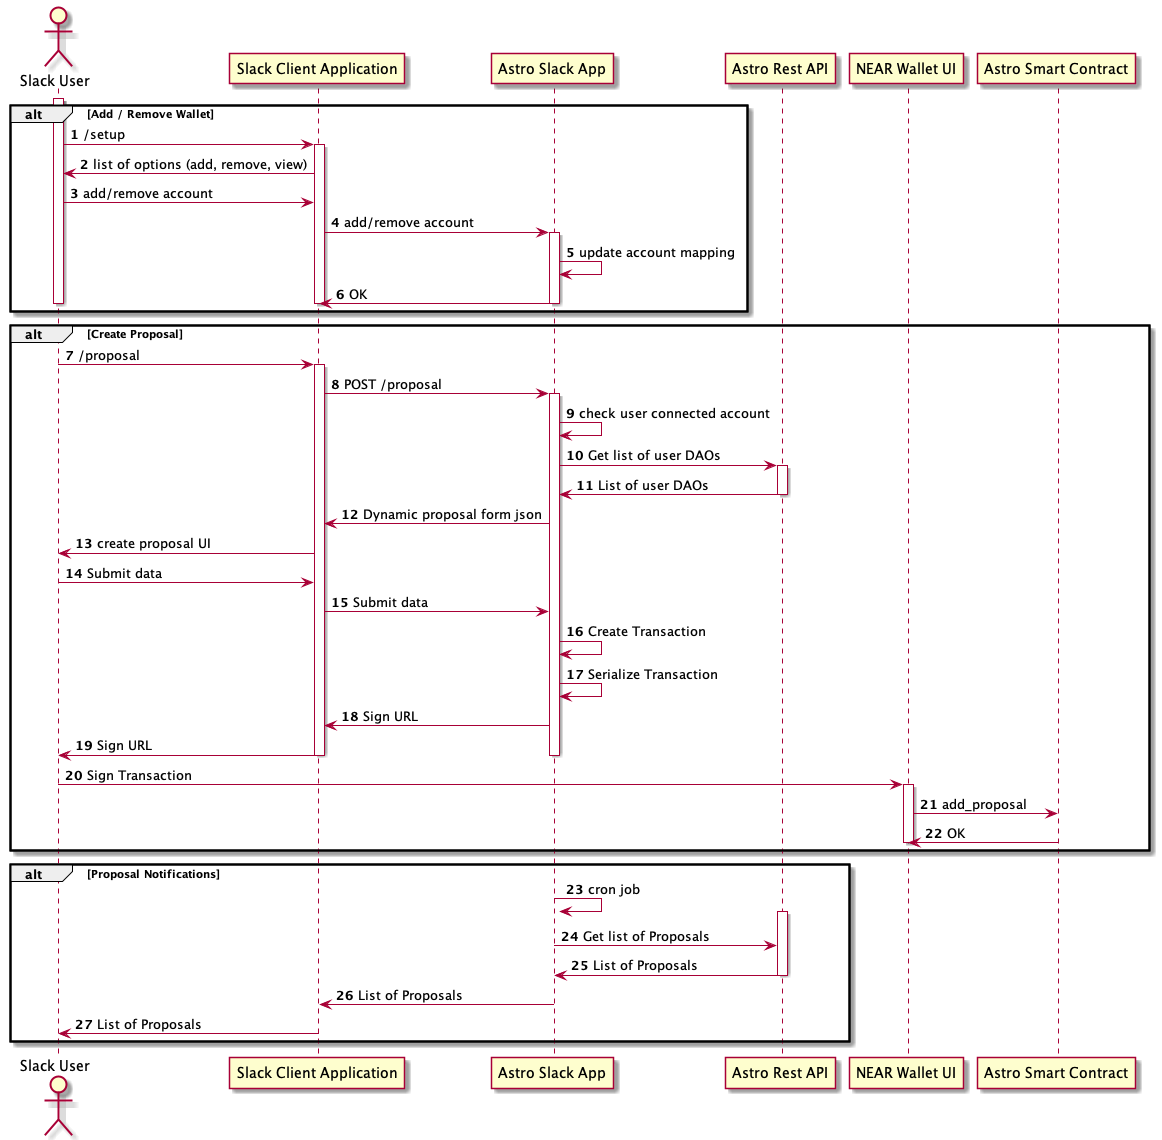 Slack User
Slack Client Application
Astro Slack App
Astro Rest API
NEAR Wallet UI
Astro Smart Contract
alt [Add / Remove Wallet]
1 /setup
2 list of options (add, remove, view)
3 add/remove account
4 add/remove account
5 update account mapping
6 OK
alt [Create Proposal]
7 /proposal
8 POST /proposal
9 check user connected account
10 Get list of user DAOs
11 List of user DAOs
12 Dynamic proposal form json
13 create proposal UI
14 Submit data
15 Submit data
16 Create Transaction
17 Serialize Transaction
18 Sign URL
19 Sign URL
20 Sign Transaction
21 add_proposal
22 OK
alt [Proposal Notifications]
23 cron job
24 Get list of Proposals
25 List of Proposals
26 List of Proposals
27 List of Proposals
Slack User
Slack Client Application
Astro Slack App
Astro Rest API
NEAR Wallet UI
Astro Smart Contract